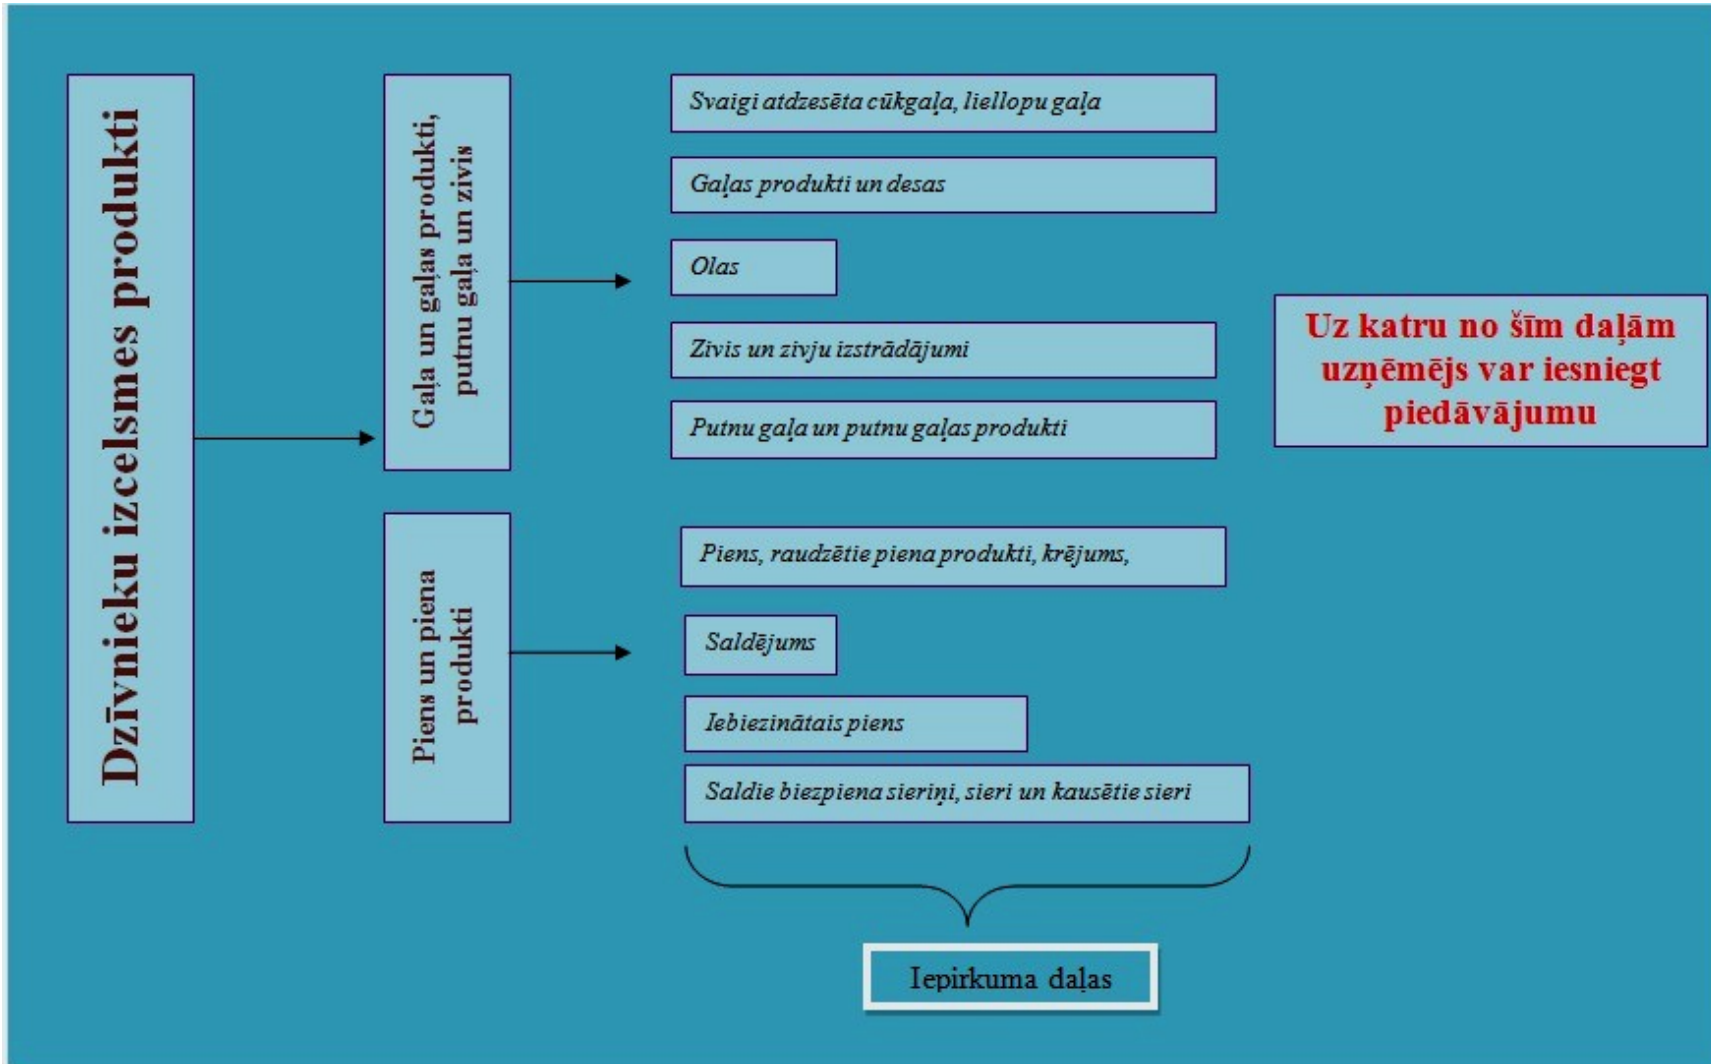 Dzīvnieku izcelsmes produkti
Gaļa un gaļas produkti,
putnu gaļa un zivis
Svaigi atdzesēta cūkgaļa, liellopu gaļa
Gaļas produkti un desas
Olas
Zivis un zivju izstrādājumi
Putnu gaļa un putnu gaļas produkti
Uz katru no šīm daļām
uzņēmējs var iesniegt
piedāvājumu
Piens un piena
produkti
Piens, raudzētie piena produkti, krējums,
Saldējums
Iebiezinātais piens
Saldie biezpiena sieriņi, sieri un kausētie sieri
Iepirkuma daļas